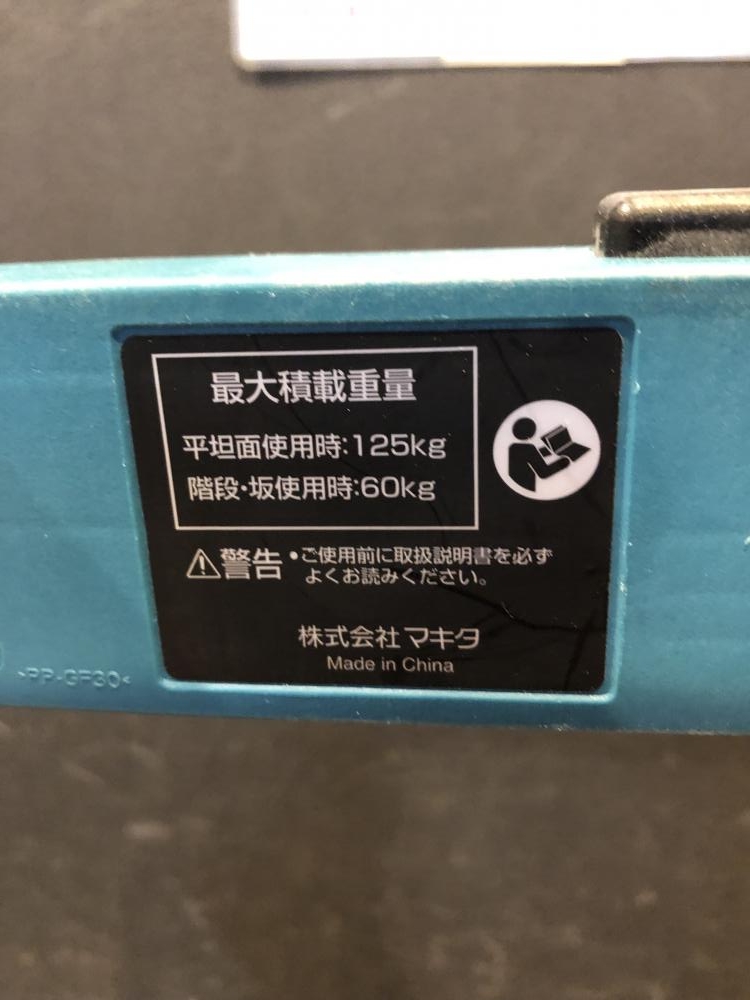 最大積載重量
平坦面使用時:125kg
階段・坂使用時:60kg
⚠警告 •ご使用前に取扱説明書を必ず
よくお読みください。
株式会社 マキタ
Made in China
>PP-GF30<